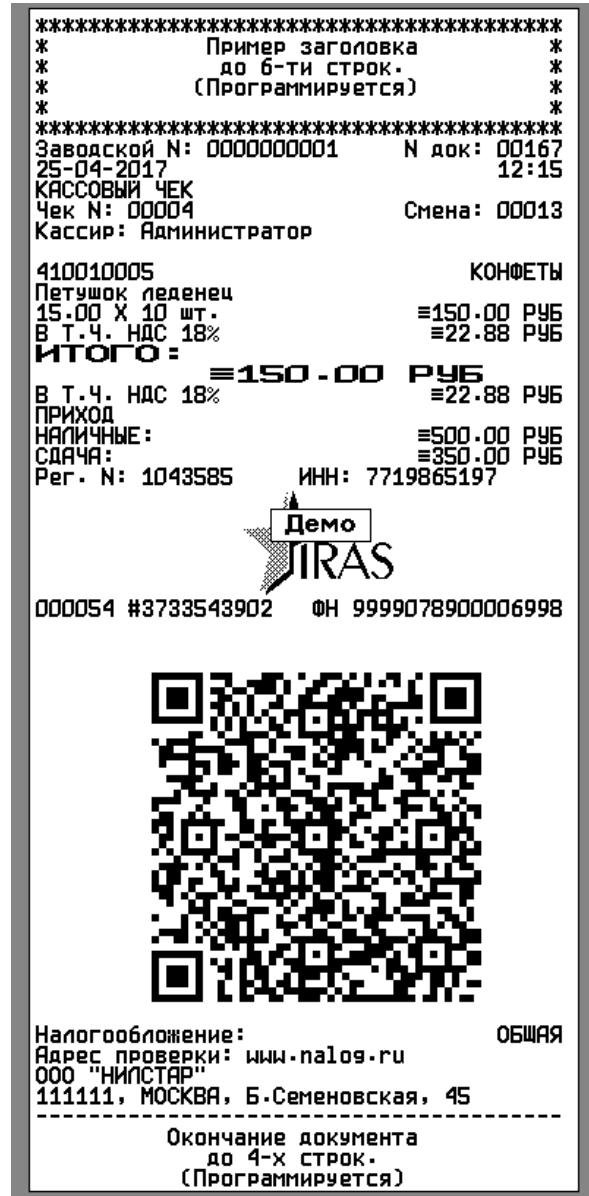 ******************************************
* Пример заголовка *
* до 6-ти строк. *
* (Программируется) *
* *
******************************************
Заводской N: 0000000001 N док: 00167
25-04-2017 12:15
КАССОВЫЙ ЧЕК
Чек N: 00004 Смена: 00013
Кассир: Администратор
410010005 КОНФЕТЫ
Петушок леденец
15.00 X 10 шт. ≡150.00 РУБ
В Т.Ч. НДС 18% ≡22.88 РУБ
ИТОГО:
≡150.00 РУБ
В Т.Ч. НДС 18% ≡22.88 РУБ
ПРИХОД
НАЛИЧНЫЕ: ≡500.00 РУБ
СДАЧА: ≡350.00 РУБ
Рег. N: 1043585 ИНН: 7719865197
Демо
JIRAS
000054 #3733543902 ФН 9999078900006998
Налогообложение: ОБЩАЯ
Адрес проверки: www.nalog.ru
ООО "НИЛСТАР"
111111, МОСКВА, Б.Семеновская, 45
------------------------------------------
Окончание документа
до 4-х строк.
(Программируется)